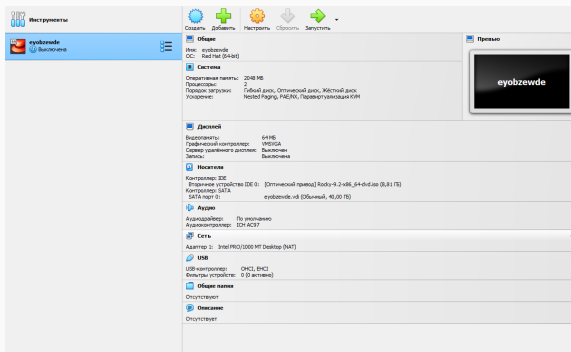 Инструменты
Создать Добавить Настроить Сбросить Запустить
eyobzewde
Выключена
Общие
Имя: eyobzewde
ОС: Red Hat (64-bit)
Превью
eyobzewde
Система
Оперативная память: 2048 МБ
Процессоры: 2
Порядок загрузки: Гибкий диск, Оптический диск, Жёсткий диск
Ускорение: Nested Paging, PAE/NX, Паравиртуализация KVM
Дисплей
Видеопамять: 64 МБ
Графический контроллер: VMSVGA
Сервер удалённого дисплея: Выключен
Запись: Выключена
Носители
Контроллер: IDE
Вторичное устройство IDE 0: [Оптический привод] Rocky-9.2-x86_64-dvd.iso (8,81 ГБ)
Контроллер: SATA
SATA порт 0: eyobzewde.vdi (Обычный, 40,00 ГБ)
Аудио
Аудиодрайвер: По умолчанию
Аудиоконтроллер: ICH AC97
Сеть
Адаптер 1: Intel PRO/1000 MT Desktop (NAT)
USB
USB-контроллер: OHCI, EHCI
Фильтры устройств: 0 (0 активно)
Общие папки
Отсутствуют
Описание
Отсутствует